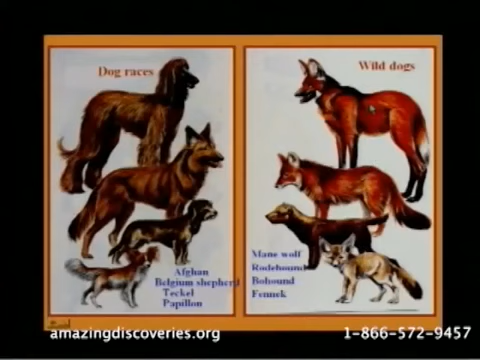 Dog races
Wild dogs
Afghan
Belgium shepherd
Teckel
Papillon
Mane wolf
Rodehound
Bohound
Fennek
amazingdiscoveries.org
1-866-572-9457